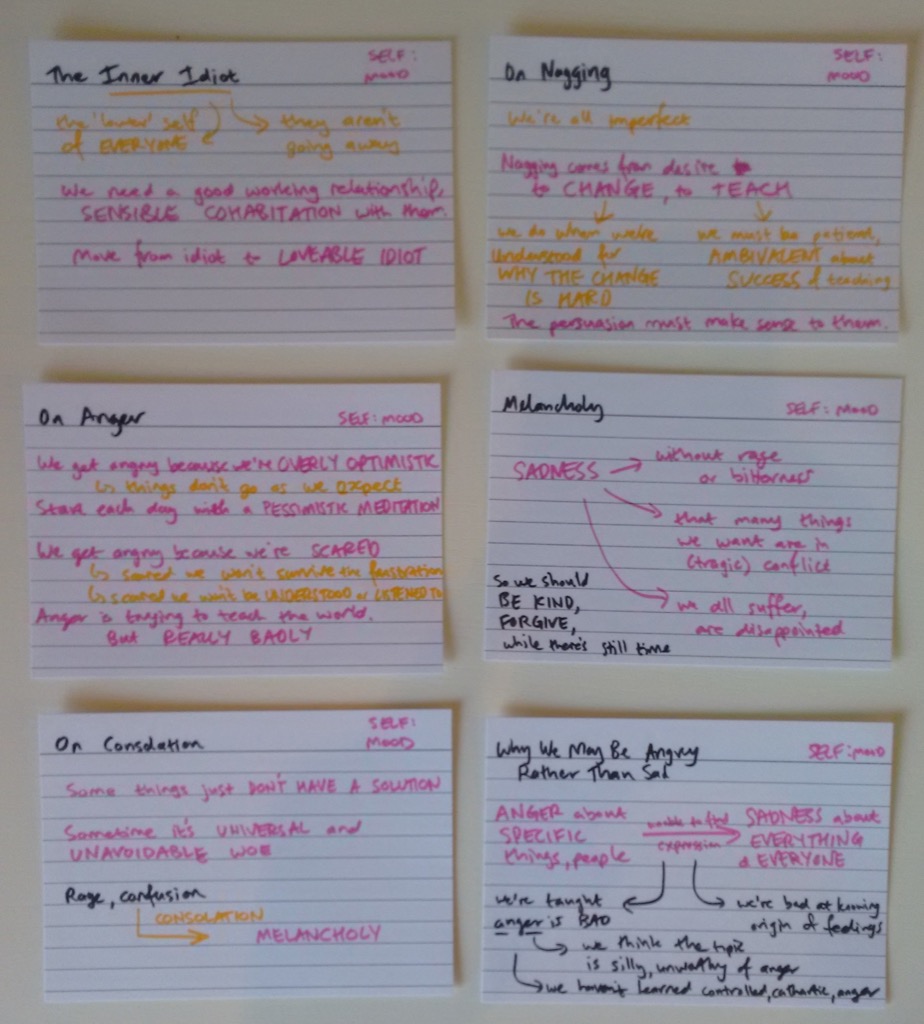 The Inner Idiot
SELF:
MOOD
the 'lower' self
of EVERYONE
they aren't
going away
We need a good working relationship,
SENSIBLE COHABITATION with them.
Move from idiot to LOVEABLE IDIOT
On Nagging
SELF:
MOOD
We're all imperfect
Nagging comes from desire
to CHANGE, to TEACH
we do when we're
understood for
WHY THE CHANGE
IS HARD
we must be patient,
AMBIVALENT about
SUCCESS of teaching
The persuasion must make sense to them.
On Anger
SELF: MOOD
We get angry because we're OVERLY OPTIMISTIC
things don't go as we expect
Start each day with a PESSIMISTIC MEDITATION
We get angry because we're SCARED
scared we won't survive the frustration
scared we won't be UNDERSTOOD or LISTENED TO
Anger is trying to teach the world.
But REALLY BADLY
Melancholy
SELF: MOOD
SADNESS
without rage
or bitterness
that many things
we want are in
(tragic) conflict
we all suffer,
are disappointed
So we should
BE KIND,
FORGIVE,
while there's still time
On Consolation
SELF:
MOOD
Some things just DON'T HAVE A SOLUTION
Sometime it's UNIVERSAL and
UNAVOIDABLE WOE
Rage, confusion
CONSOLATION
MELANCHOLY
Why We May Be Angry
Rather Than Sad
SELF: MOOD
ANGER about
SPECIFIC
things, people
unable to find
expression
SADNESS about
EVERYTHING
& EVERYONE
we're taught
anger is BAD
we're bad at knowing
origin of feelings
we think the topic
is silly, unworthy of anger
we haven't learned controlled, cathartic, anger